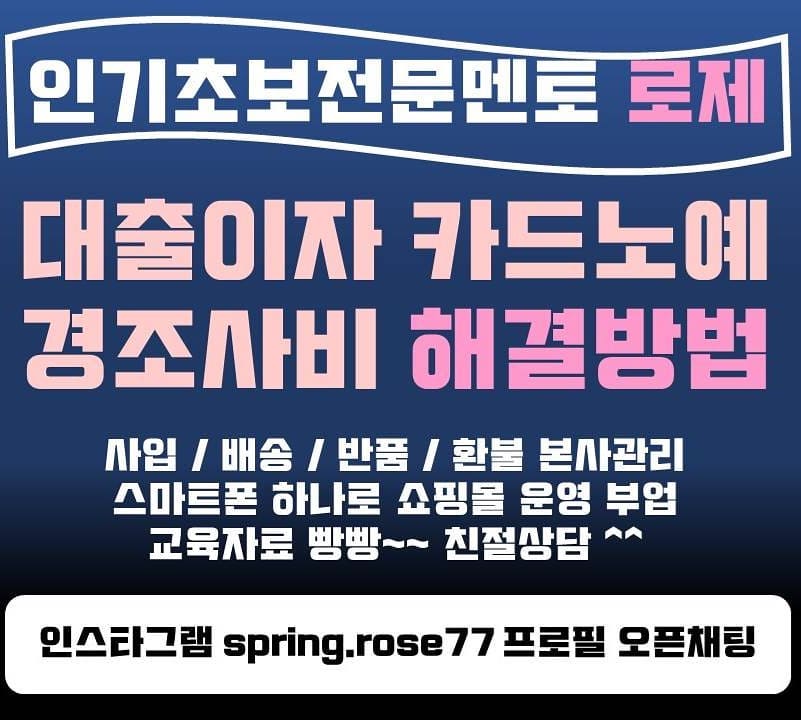 인기초보전문멘토 로제
대출이자 카드노예
경조사비 해결방법
사입 / 배송 / 반품 / 환불 본사관리
스마트폰 하나로 쇼핑몰 운영 부업
교육자료 빵빵~~ 친절상담 ^^
인스타그램 spring.rose77 프로필 오픈채팅